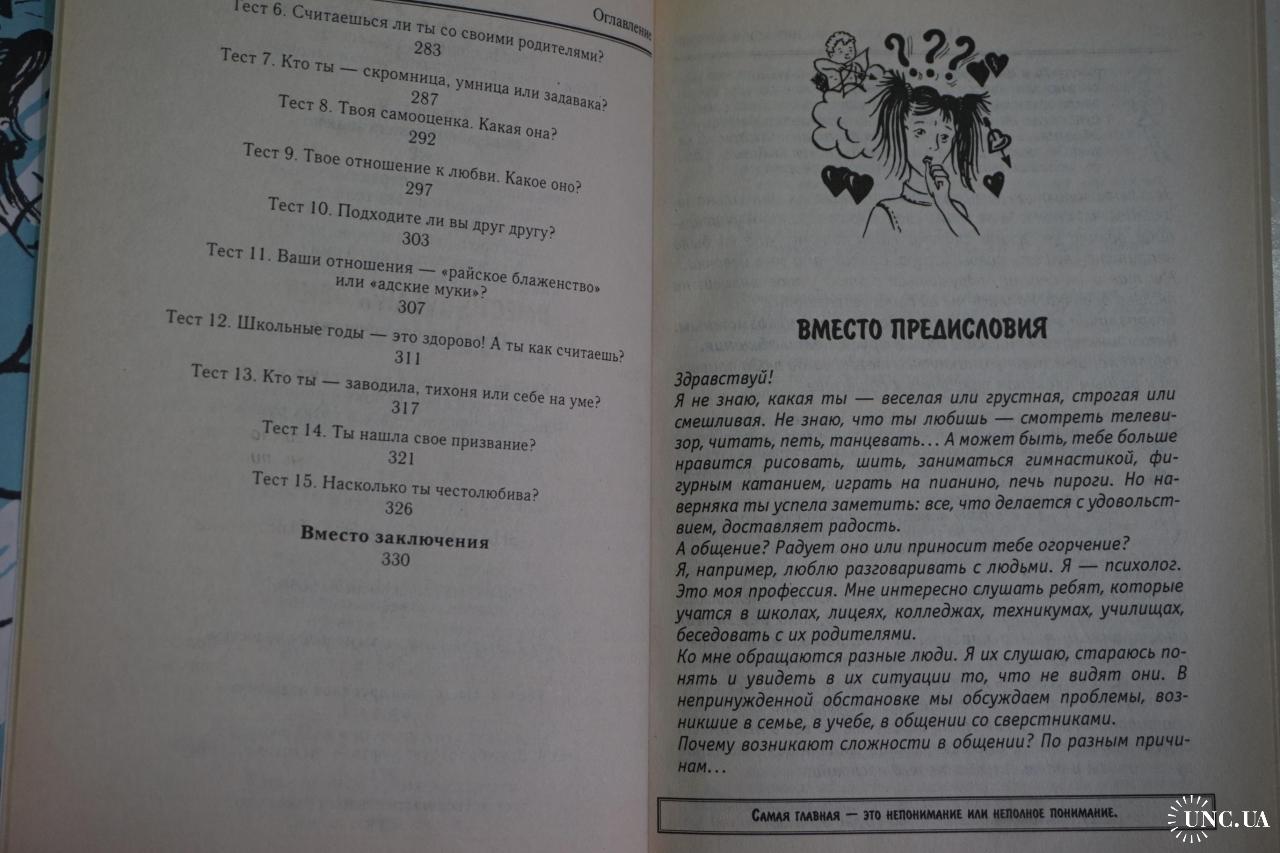 Оглавление
Тест 6. Считаешься ли ты со своими родителями?
283
Тест 7. Кто ты — скромница, умница или задавака?
287
Тест 8. Твоя самооценка. Какая она?
292
Тест 9. Твое отношение к любви. Какое оно?
297
Тест 10. Подходите ли вы друг другу?
303
Тест 11. Ваши отношения — «райское блаженство»
или «адские муки»?
307
Тест 12. Школьные годы — это здорово! А ты как считаешь?
311
Тест 13. Кто ты — заводила, тихоня или себе на уме?
317
Тест 14. Ты нашла свое призвание?
321
Тест 15. Насколько ты честолюбива?
326
Вместо заключения
330
???
ВМЕСТО ПРЕДИСЛОВИЯ
Здравствуй!
Я не знаю, какая ты — веселая или грустная, строгая или
смешливая. Не знаю, что ты любишь — смотреть телеви-
зор, читать, петь, танцевать... А может быть, тебе больше
нравится рисовать, шить, заниматься гимнастикой, фи-
гурным катанием, играть на пианино, печь пироги. Но на-
верняка ты успела заметить: все, что делается с удовольст-
вием, доставляет радость.
А общение? Радует оно или приносит тебе огорчение?
Я, например, люблю разговаривать с людьми. Я — психолог.
Это моя профессия. Мне интересно слушать ребят, которые
учатся в школах, лицеях, колледжах, техникумах, училищах,
беседовать с их родителями.
Ко мне обращаются разные люди. Я их слушаю, стараюсь по-
нять и увидеть в их ситуации то, что не видят они. В
непринужденной обстановке мы обсуждаем проблемы, воз-
никшие в семье, в учебе, в общении со сверстниками.
Почему возникают сложности в общении? По разным причи-
нам...
Самая главная — это непонимание или неполное понимание.
UNC.UA